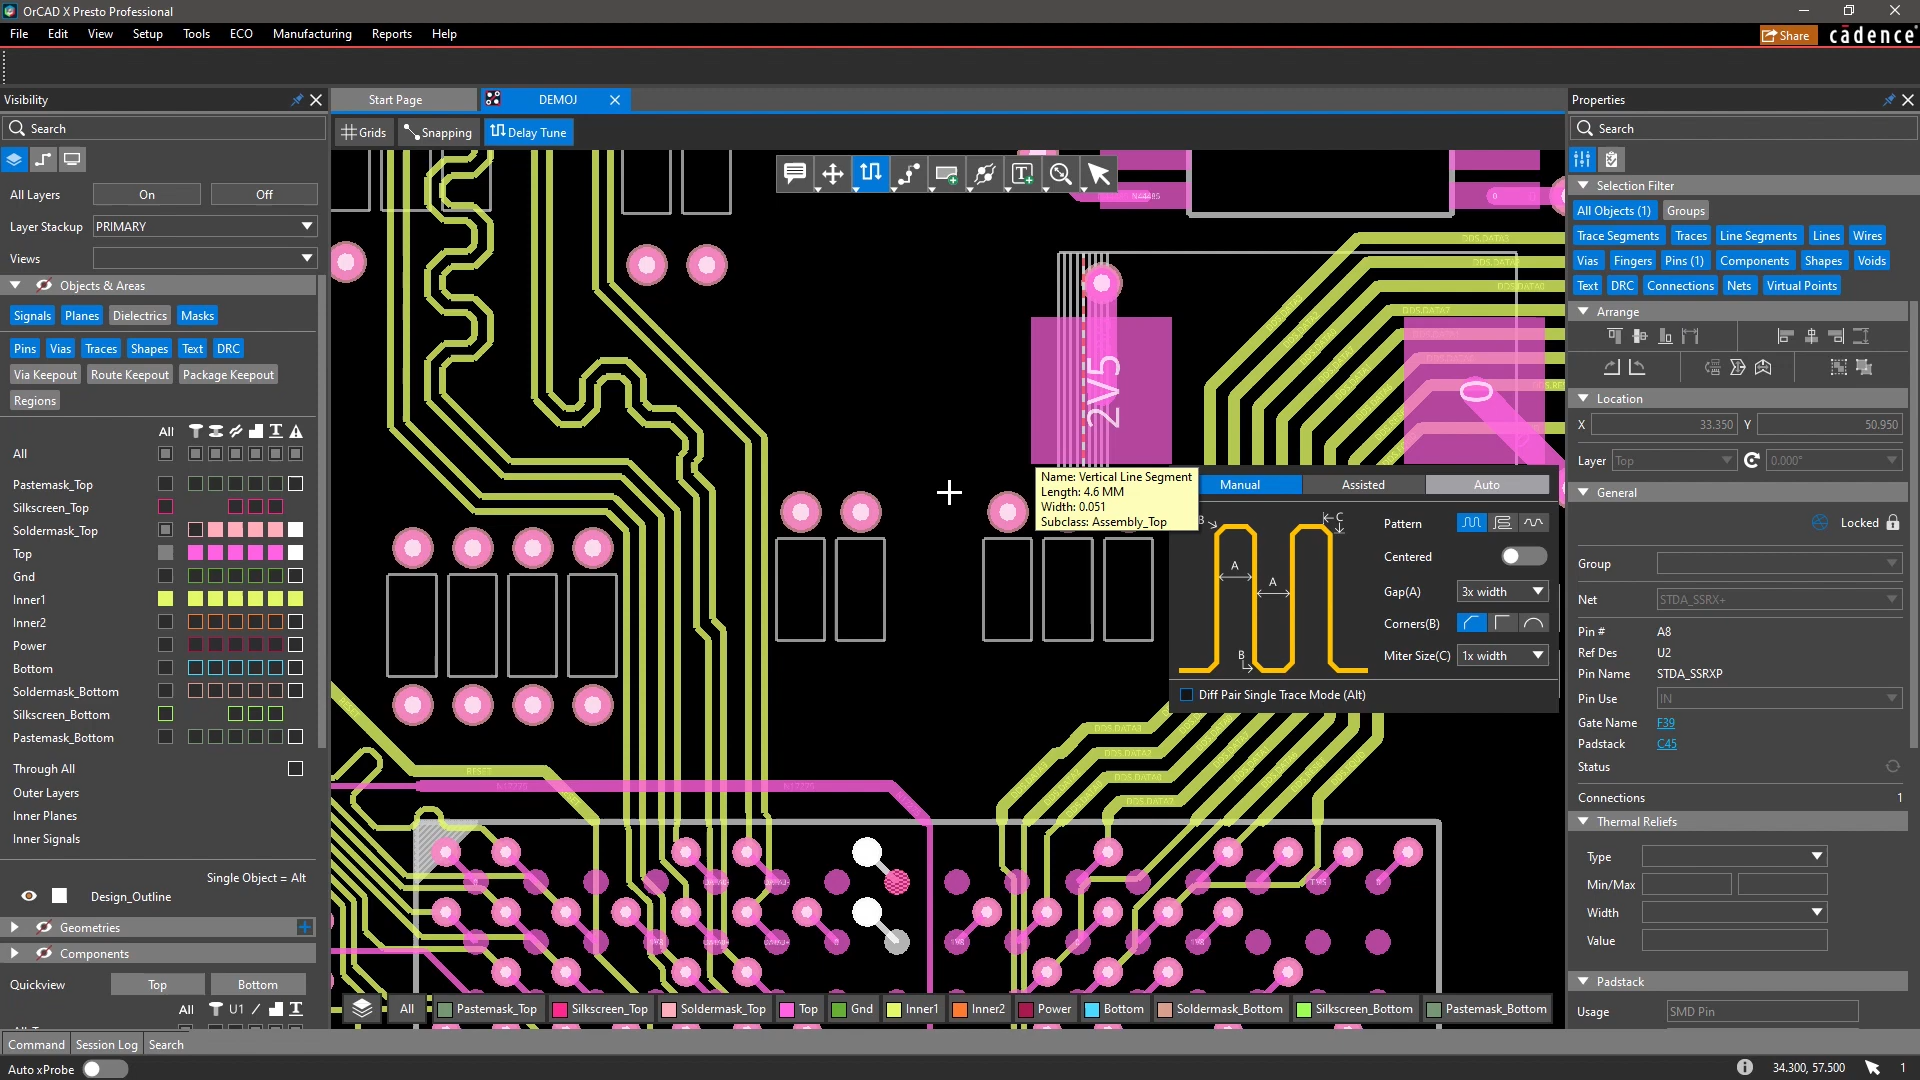 OrCAD X Presto Professional
File Edit View Setup Tools ECO Manufacturing Reports Help
Share cādence
Visibility
Start Page
DEMOJ
Properties
Search
Grids Snapping Delay Tune
Search
All Layers On Off
Layer Stackup PRIMARY
Views
Objects & Areas
Signals Planes Dielectrics Masks
Pins Vias Traces Shapes Text DRC
Via Keepout Route Keepout Package Keepout
Regions
All
All
Pastemask_Top
Silkscreen_Top
Soldermask_Top
Top
Gnd
Inner1
Inner2
Power
Bottom
Soldermask_Bottom
Silkscreen_Bottom
Pastemask_Bottom
Through All
Outer Layers
Inner Planes
Inner Signals
Single Object = Alt
Design_Outline
Geometries
Components
Quickview Top Bottom
All U1
N44485
2V5
0
DDS.DATA7
RESET
Name: Vertical Line Segment
Length: 4.6 MM
Width: 0.051
Subclass: Assembly_Top
Manual Assisted Auto
B C
A
A
B
Pattern
Centered
Gap(A) 3x width
Corners(B)
Miter Size(C) 1x width
Diff Pair Single Trace Mode (Alt)
All Pastemask_Top Silkscreen_Top Soldermask_Top Top Gnd Inner1 Inner2 Power Bottom Soldermask_Bottom Silkscreen_Bottom Pastemask_Bottom
Selection Filter
All Objects (1) Groups
Trace Segments Traces Line Segments Lines Wires
Vias Fingers Pins (1) Components Shapes Voids
Text DRC Connections Nets Virtual Points
Arrange
Location
X 33.350 Y 50.950
Layer Top 0.000°
General
Locked
Group
Net STDA_SSRX+
Pin # A8
Ref Des U2
Pin Name STDA_SSRXP
Pin Use IN
Gate Name F39
Padstack C45
Status
Connections 1
Thermal Reliefs
Type
Min/Max
Width
Value
Padstack
Usage SMD Pin
Command Session Log Search
Auto xProbe
34.300, 57.500 1